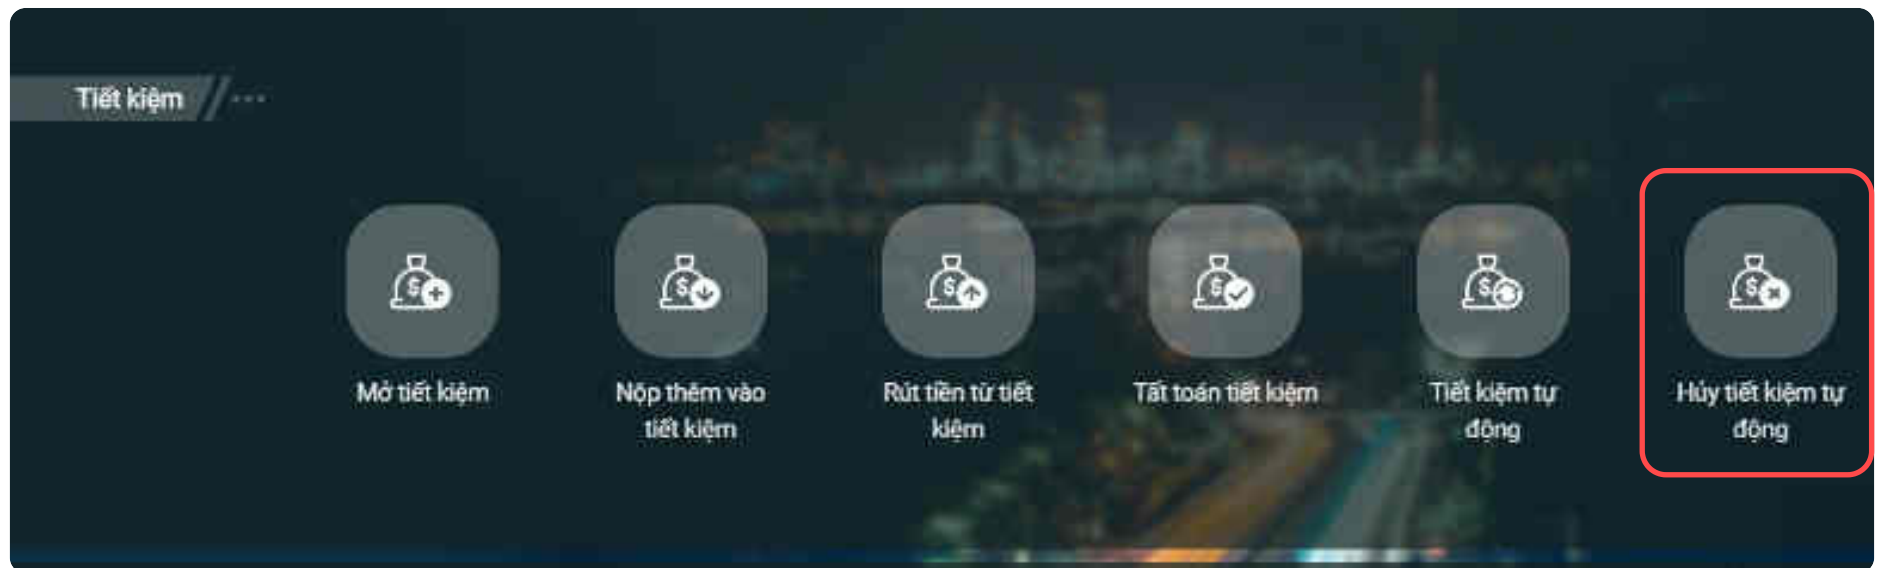 Tiết kiệm
Mở tiết kiệm
Nộp thêm vào
tiết kiệm
Rút tiền từ tiết
kiệm
Tất toán tiết kiệm
Tiết kiệm tự
động
Hủy tiết kiệm tự
động